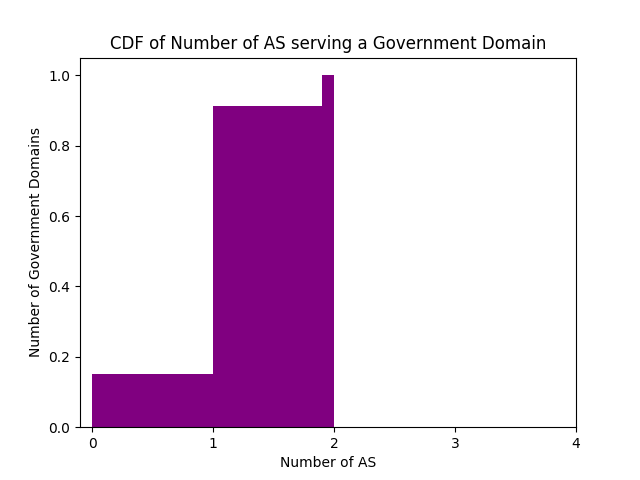 CDF of Number of AS serving a Government Domain
Number of Government Domains
1.0
0.8
0.6
0.4
0.2
0.0
0 1 2 3 4
Number of AS